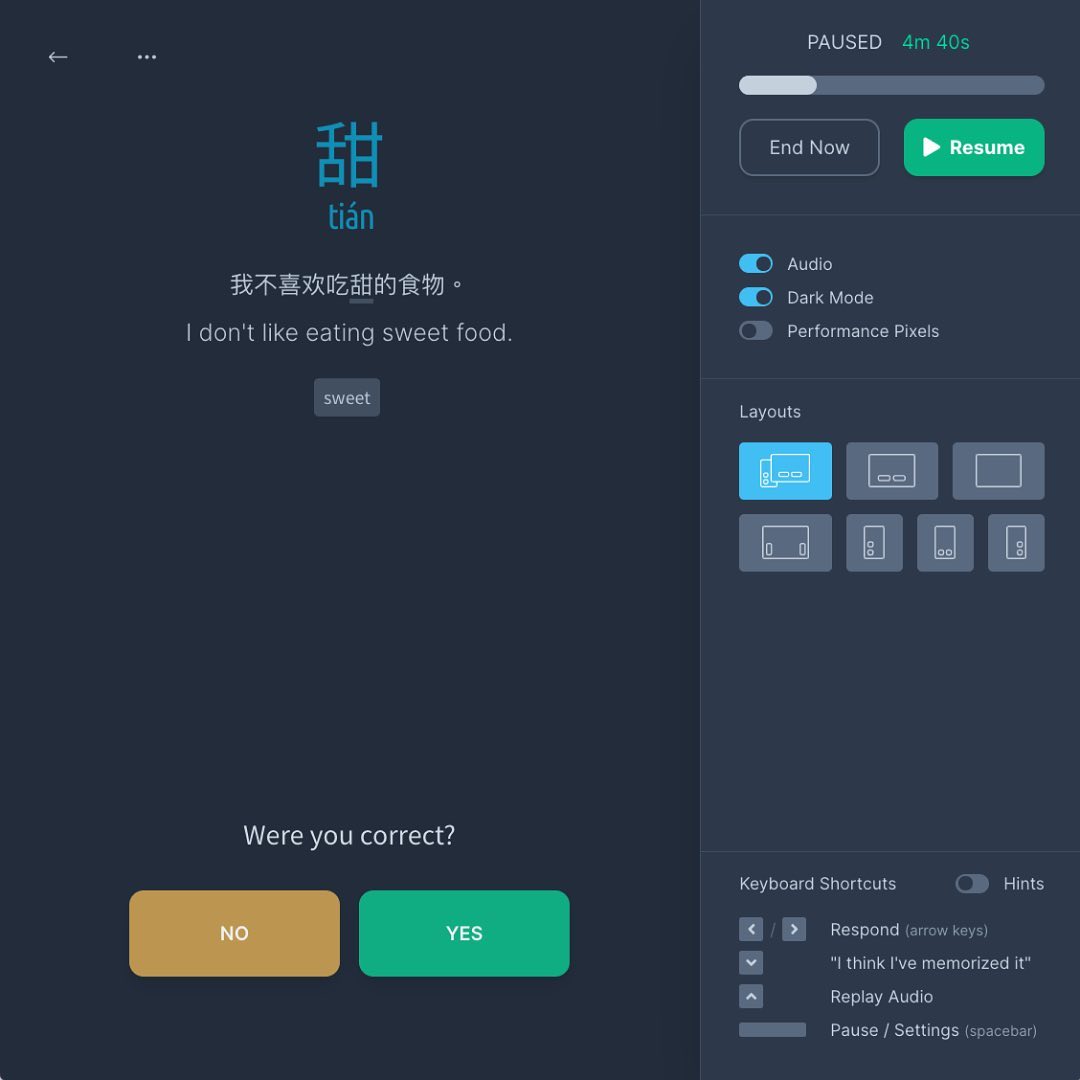 甜
tián
我不喜欢吃甜的食物。
I don't like eating sweet food.
sweet
Were you correct?
NO
YES
PAUSED 4m 40s
End Now
Resume
Audio
Dark Mode
Performance Pixels
Layouts
Keyboard Shortcuts
Hints
/ Respond (arrow keys)
"I think I've memorized it"
Replay Audio
Pause / Settings (spacebar)